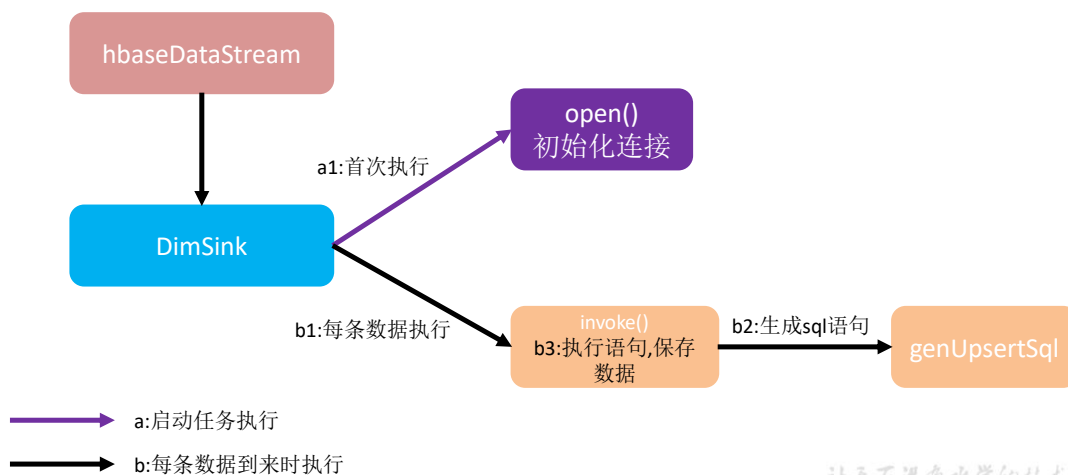 hbaseDataStream
open()
初始化连接
a1:首次执行
DimSink
b1:每条数据执行
invoke()
b3:执行语句,保存
数据
b2:生成sql语句
genUpsertSql
a:启动任务执行
b:每条数据到来时执行